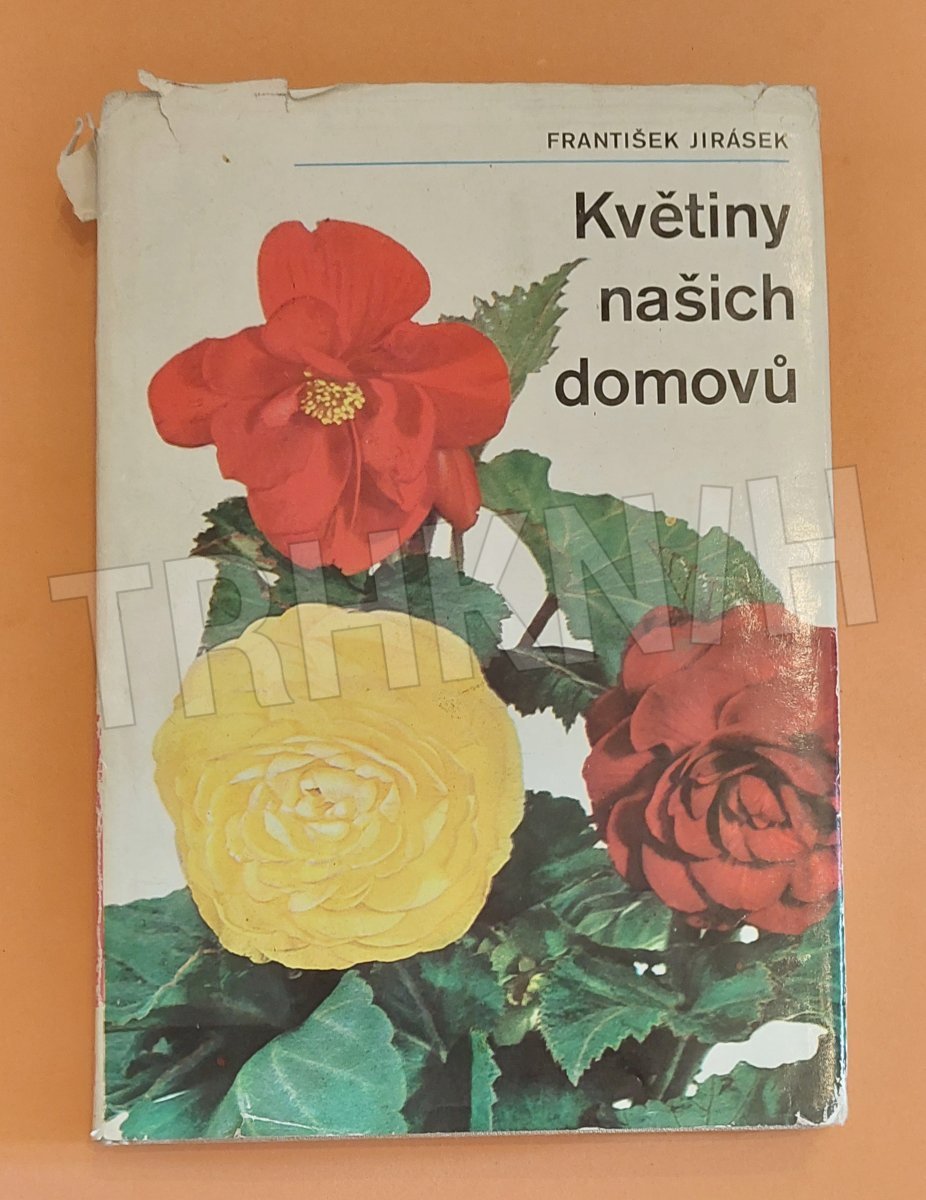 FRANTIŠEK JIRÁSEK
Květiny
našich
domovů
TRHKNIH